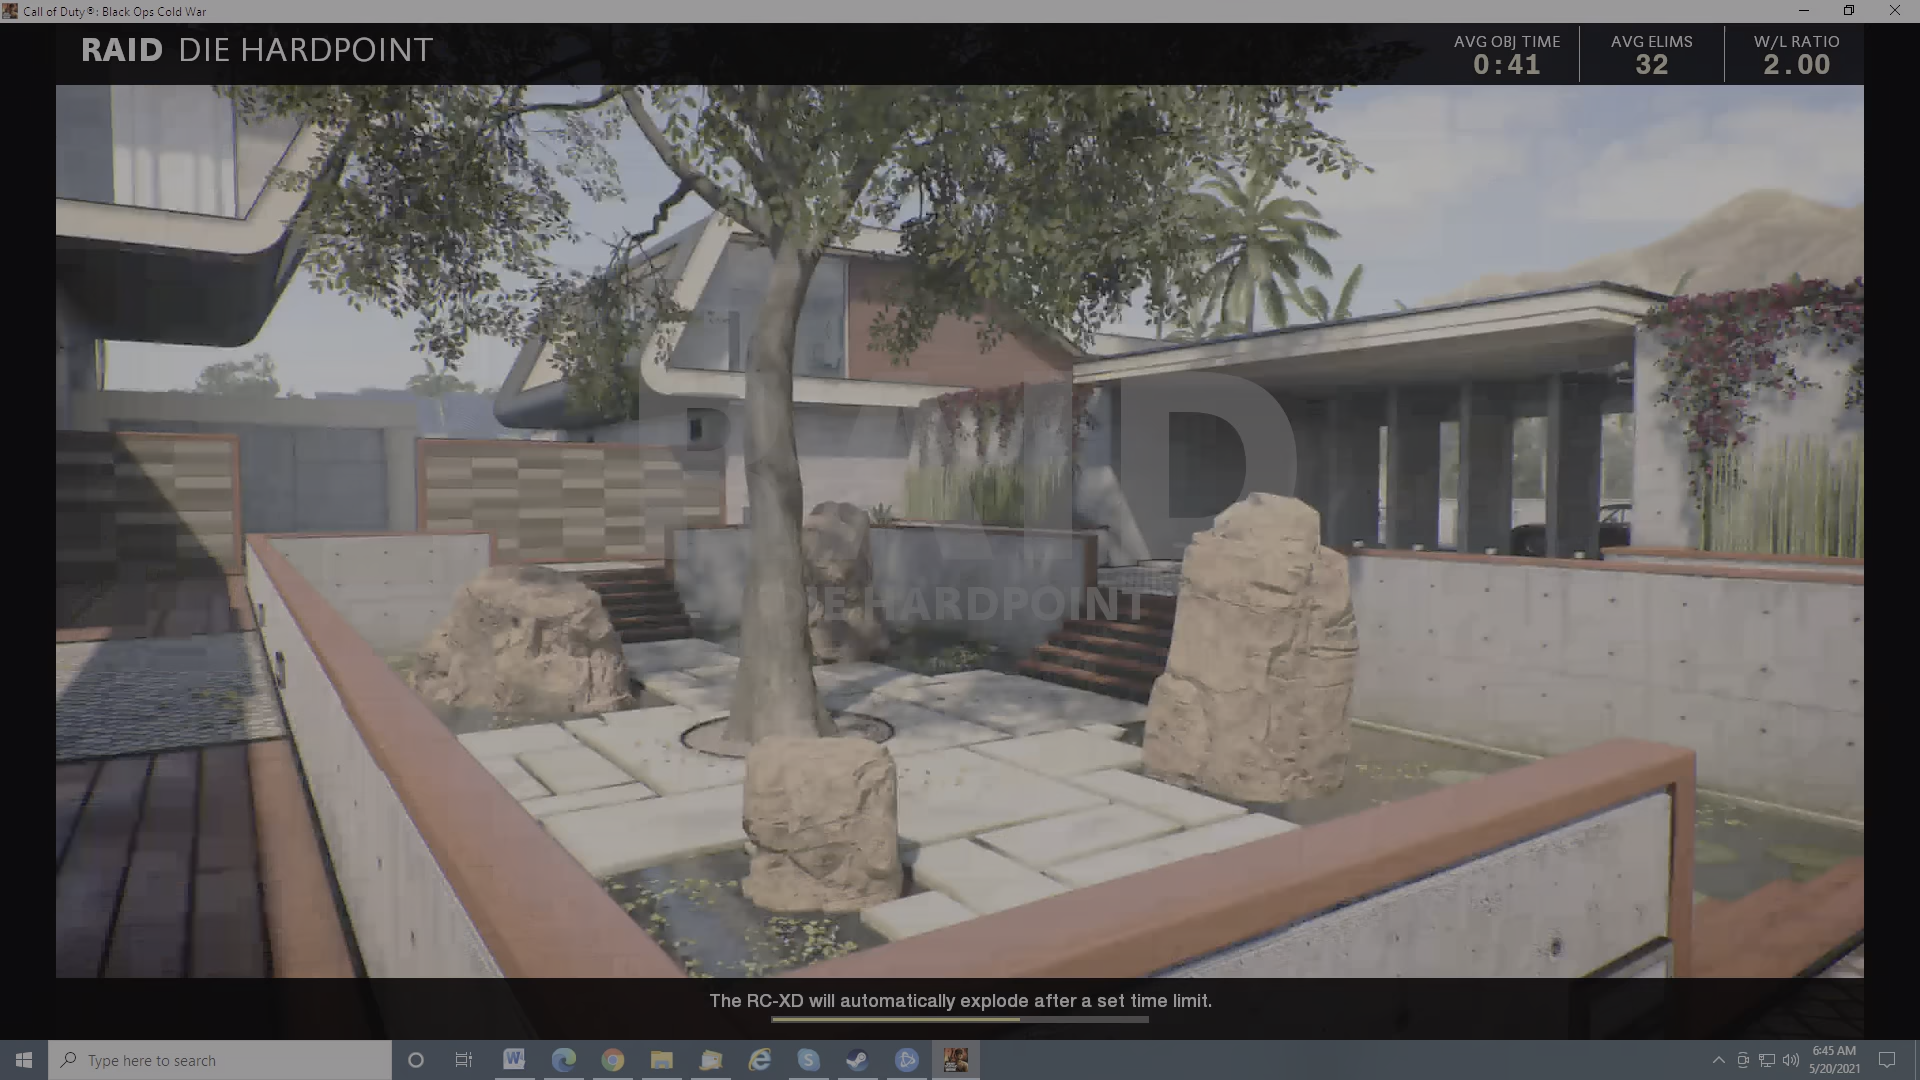 Call of Duty®: Black Ops Cold War
RAID DIE HARDPOINT
AVG OBJ TIME
0:41
AVG ELIMS
32
W/L RATIO
2.00
RAID
DIE HARDPOINT
The RC-XD will automatically explode after a set time limit.
Type here to search
6:45 AM
5/20/2021